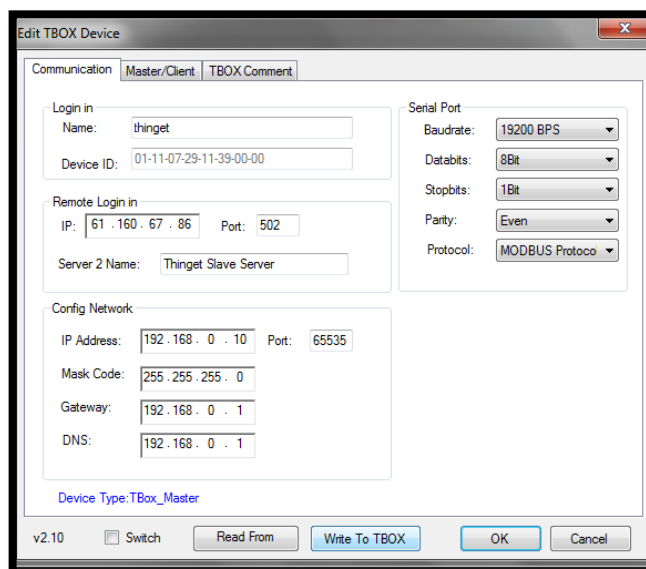 Edit TBOX Device
Communication Master/Client TBOX Comment
Login in
Name: thinget
Device ID: 01-11-07-29-11-39-00-00
Remote Login in
IP: 61 . 160 . 67 . 86 Port: 502
Server 2 Name: Thinget Slave Server
Config Network
IP Address: 192 . 168 . 0 . 10 Port: 65535
Mask Code: 255 . 255 . 255 . 0
Gateway: 192 . 168 . 0 . 1
DNS: 192 . 168 . 0 . 1
Device Type:TBox_Master
Serial Port
Baudrate: 19200 BPS
Databits: 8Bit
Stopbits: 1Bit
Parity: Even
Protocol: MODBUS Protocol
v2.10 Switch Read From Write To TBOX OK Cancel